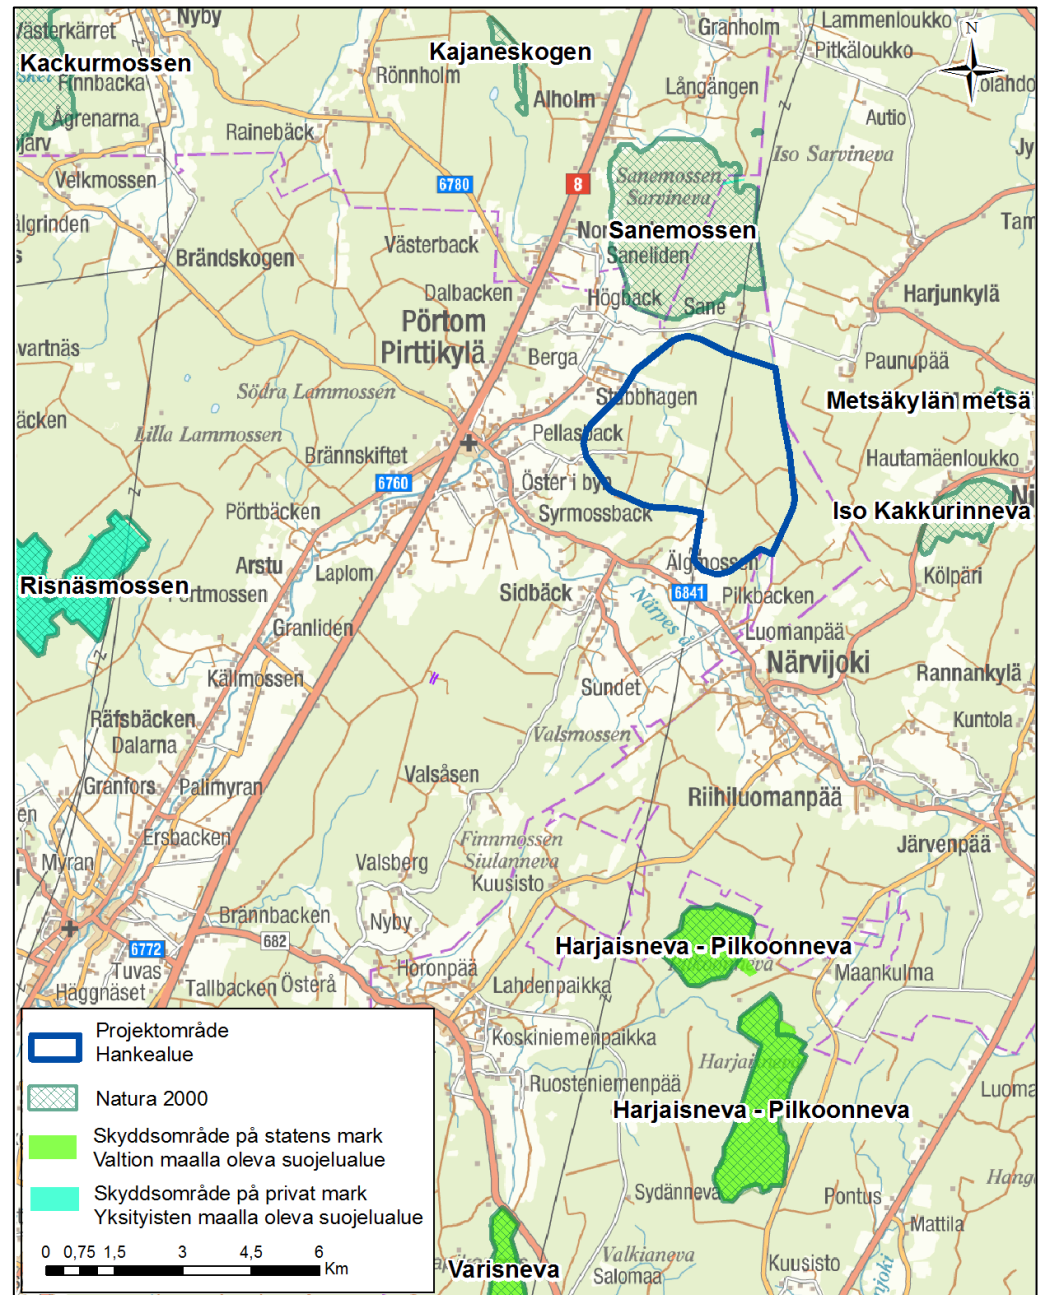 Västerkärret
Nyby
Granholm
Lammenloukko
N
Kajaneskogen
Pitkäloukko
Kackurmossen
Rönnholm
Finnbacka
Långängen
Alholm
Ågrenarna
Autio
Rainebäck
Iso Sarvineva
Velkmossen
6780
8
Sanemossen
Sarvineva
Sanemossen
Västerback
Brändskogen
Saneliden
Dalbacken
Högback
Sane
Harjunkylä
Pörtom
Pirttikylä
Berga
Paunupää
Södra Lammossen
Stubbhagen
Metsäkylän metsä
Lilla Lammossen
Pellasback
Brännskiftet
Hautamäenloukko
6760
Öster i byn
Pörtbäcken
Syrmossback
Iso Kakkurinneva
Arstu
Laplom
Älgmossen
Kölpäri
Risnäsmossen
Sidbäck
6841
Pilkbacken
Närpes å
Granliden
Luomanpää
Närvijoki
Källmossen
Sundet
Rannankylä
Räfsbäcken
Dalarna
Valsmossen
Kuntola
Granfors
Palimyran
Valsåsen
Riihiluomanpää
Ersbacken
Finnmossen
Siulanneva
Järvenpää
Myran
Valsberg
Kuusisto
Brännbacken
Nyby
682
Harjaisneva - Pilkoonneva
6772
Tuvas
Horonpää
Maankulma
Häggnäset
Tallbacken
Österå
Lahdenpaikka
Koskiniemenpaikka
Ruosteniemenpää
Harjaisneva - Pilkoonneva
Sydänneva
Pontus
Mattila
Valkianeva
Varisneva
Salomaa
Kuusisto
Projektområde
Hankealue
Natura 2000
Skyddsområde på statens mark
Valtion maalla oleva suojelualue
Skyddsområde på privat mark
Yksityisten maalla oleva suojelualue
0 0,75 1,5 3 4,5 6
Km